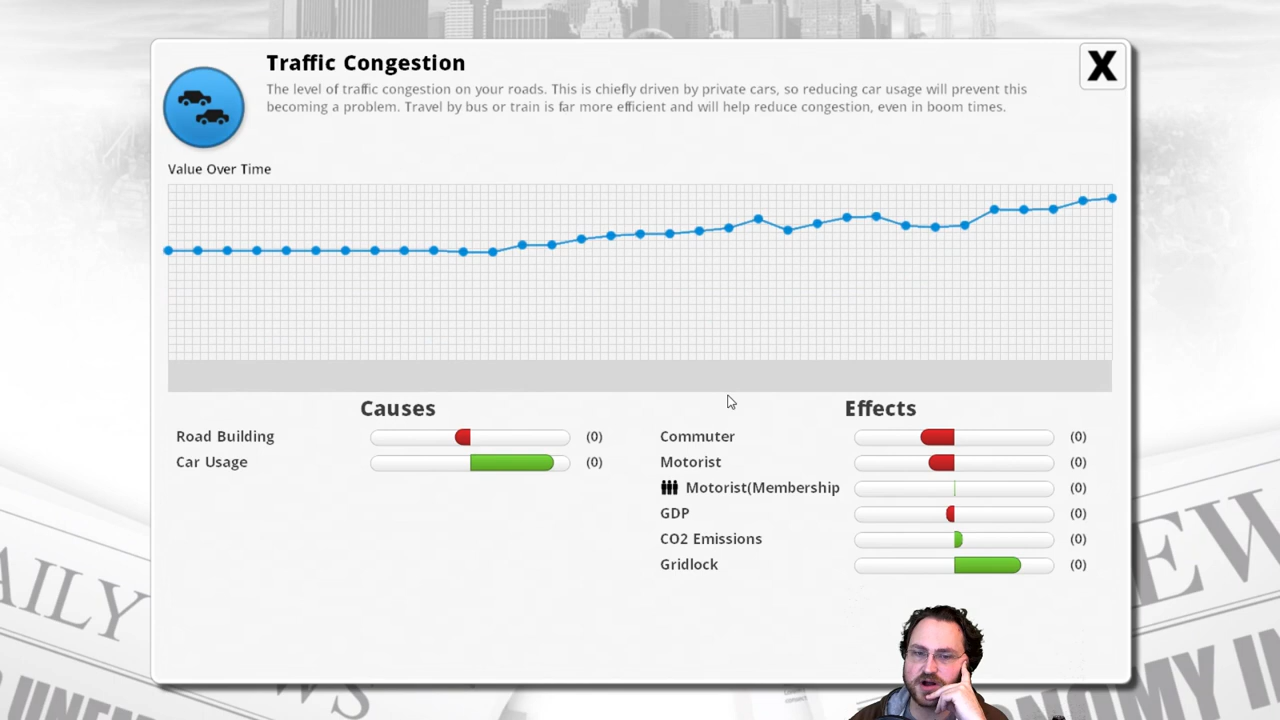 Traffic Congestion
X
The level of traffic congestion on your roads. This is chiefly driven by private cars, so reducing car usage will prevent this
becoming a problem. Travel by bus or train is far more efficient and will help reduce congestion, even in boom times.
Value Over Time
Causes
Effects
Road Building (0)
Commuter (0)
Car Usage (0)
Motorist (0)
Motorist(Membership (0)
GDP (0)
CO2 Emissions (0)
Gridlock (0)